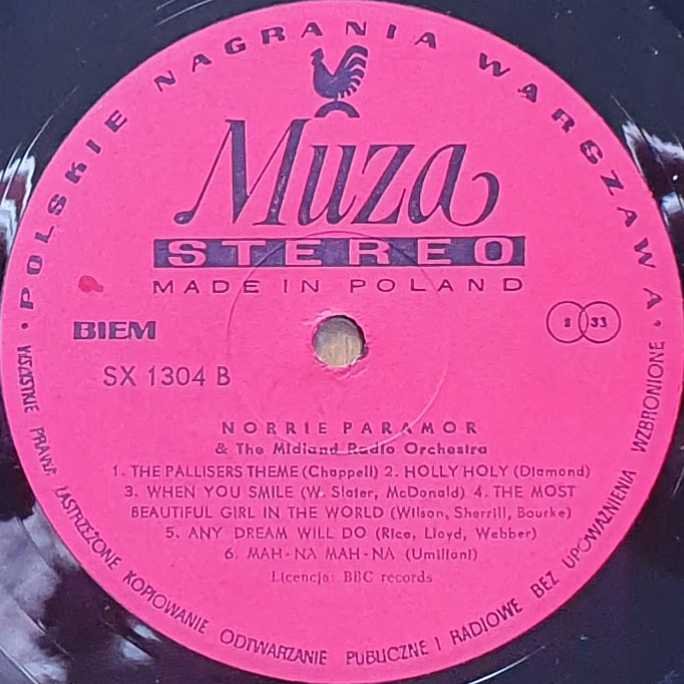 POLSKIE NAGRANIA WARSZAWA
Muza
STEREO
MADE IN POLAND
BIEM
2 33
SX 1304 B
NORRIE PARAMOR
& The Midland Radio Orchestra
1. THE PALLISERS THEME (Chappell) 2. HOLLY HOLY (Diamond)
3. WHEN YOU SMILE (W. Slater, McDonald) 4. THE MOST
BEAUTIFUL GIRL IN THE WORLD (Wilson, Sherrill, Bourke)
5. ANY DREAM WILL DO (Rice, Lloyd, Webber)
6. MAH-NA MAH-NA (Umilioni)
Licencja: BBC records
WSZYSTKIE PRAWA ZASTRZEŻONE KOPIOWANIE ODTWARZANIE PUBLICZNE I RADIOWE BEZ UPOWAŻNIENIA WZBRONIONE